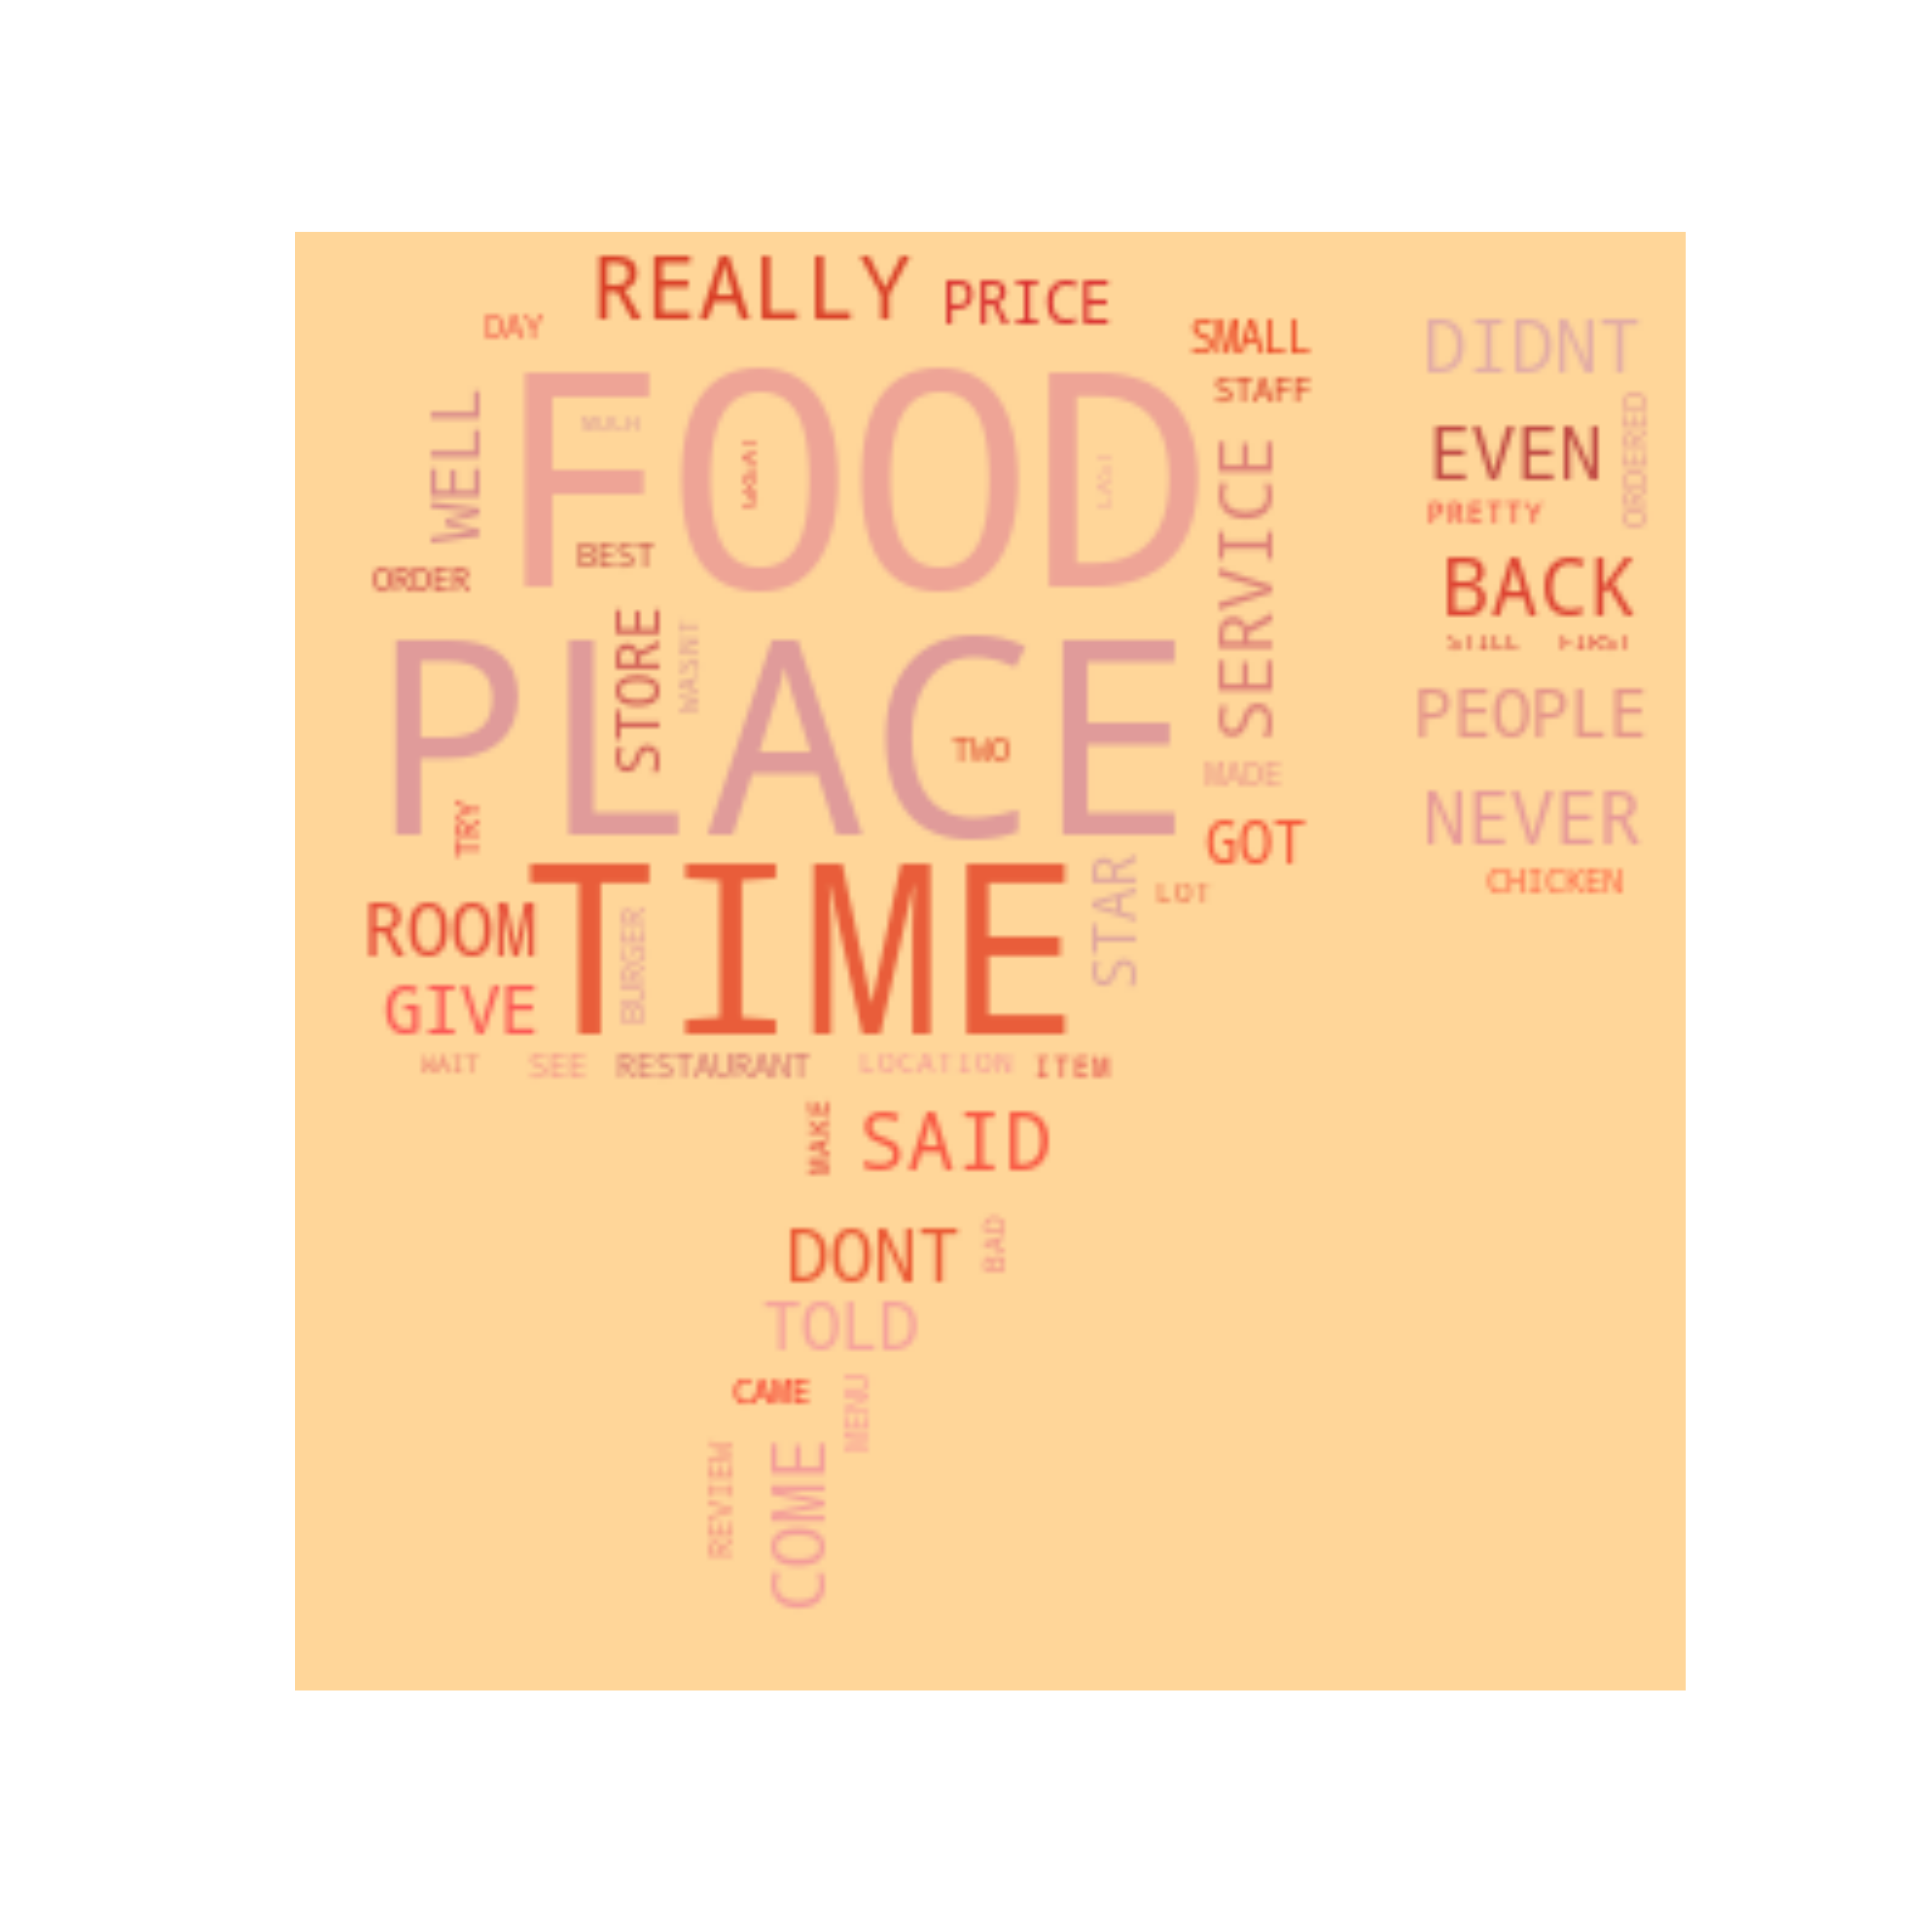 REALLY
PRICE
DAY
SMALL
DIDNT
STAFF
FOOD
MUCH
WELL
ORDERED
EVEN
SERVICE
PRETTY
BEST
ORDER
BACK
STORE
WASNT
STILL
FIRST
PLACE
PEOPLE
TWO
MADE
TRY
NEVER
GOT
TIME
STAR
LOT
CHICKEN
ROOM
BURGER
GIVE
WAIT
SEE
RESTAURANT
LOCATION
ITEM
MAKE
SAID
DONT
BAD
TOLD
CAME
MENU
REVIEW
COME